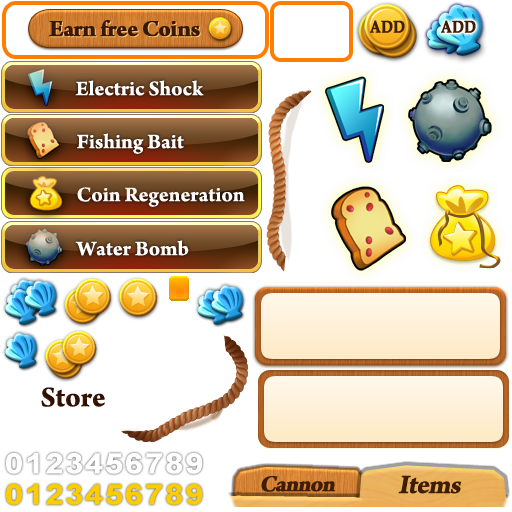 Earn free Coins
ADD
ADD
Electric Shock
Fishing Bait
Coin Regeneration
Water Bomb
Store
0123456789
0123456789
Cannon
Items